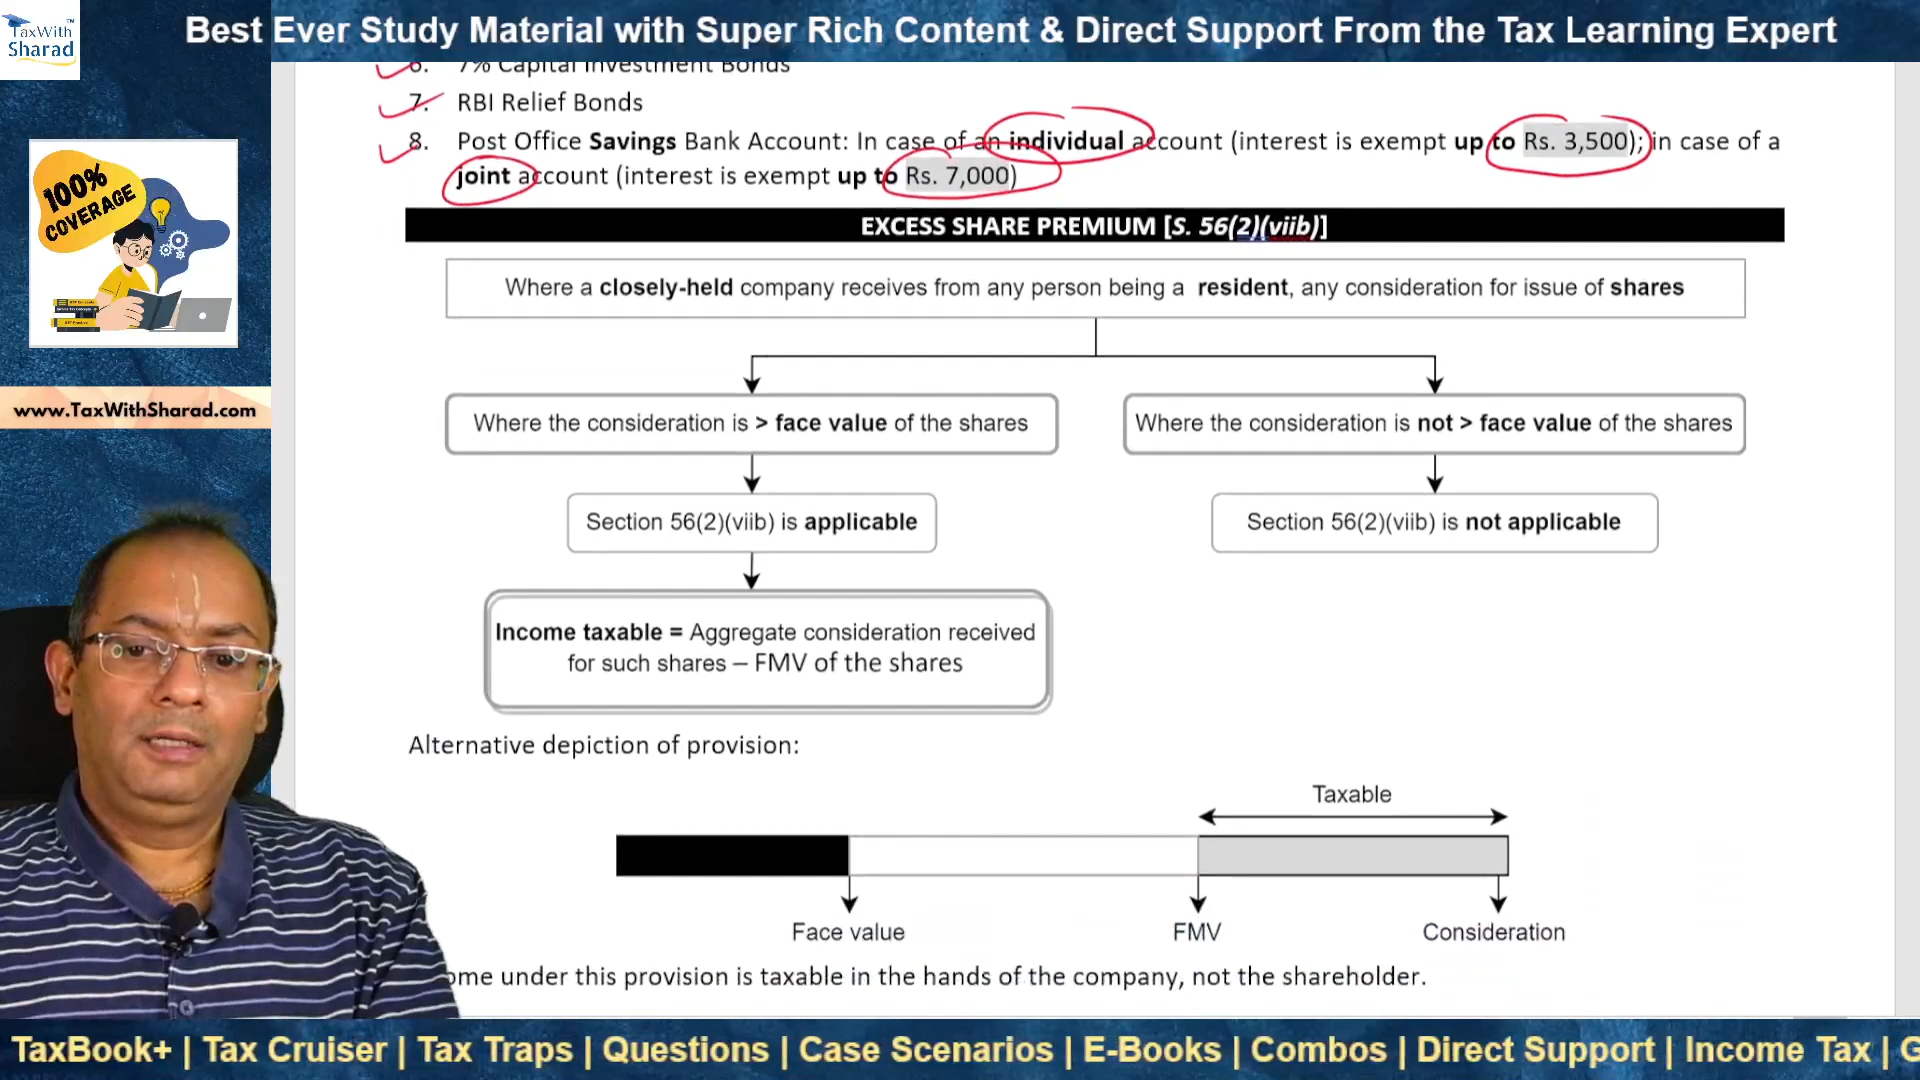 TaxWith
Sharad
Best Ever Study Material with Super Rich Content & Direct Support From the Tax Learning Expert
6. 7% Capital Investment Bonds
7. RBI Relief Bonds
8. Post Office Savings Bank Account: In case of an individual account (interest is exempt up to Rs. 3,500); in case of a
joint account (interest is exempt up to Rs. 7,000)
100%
COVERAGE
EXCESS SHARE PREMIUM [S. 56(2)(viib)]
Where a closely-held company receives from any person being a resident, any consideration for issue of shares
www.TaxWithSharad.com
Where the consideration is > face value of the shares
Where the consideration is not > face value of the shares
Section 56(2)(viib) is applicable
Section 56(2)(viib) is not applicable
Income taxable = Aggregate consideration received
for such shares – FMV of the shares
Alternative depiction of provision:
Taxable
Face value
FMV
Consideration
ome under this provision is taxable in the hands of the company, not the shareholder.
TaxBook+ | Tax Cruiser | Tax Traps | Questions | Case Scenarios | E-Books | Combos | Direct Support | Income Tax | G